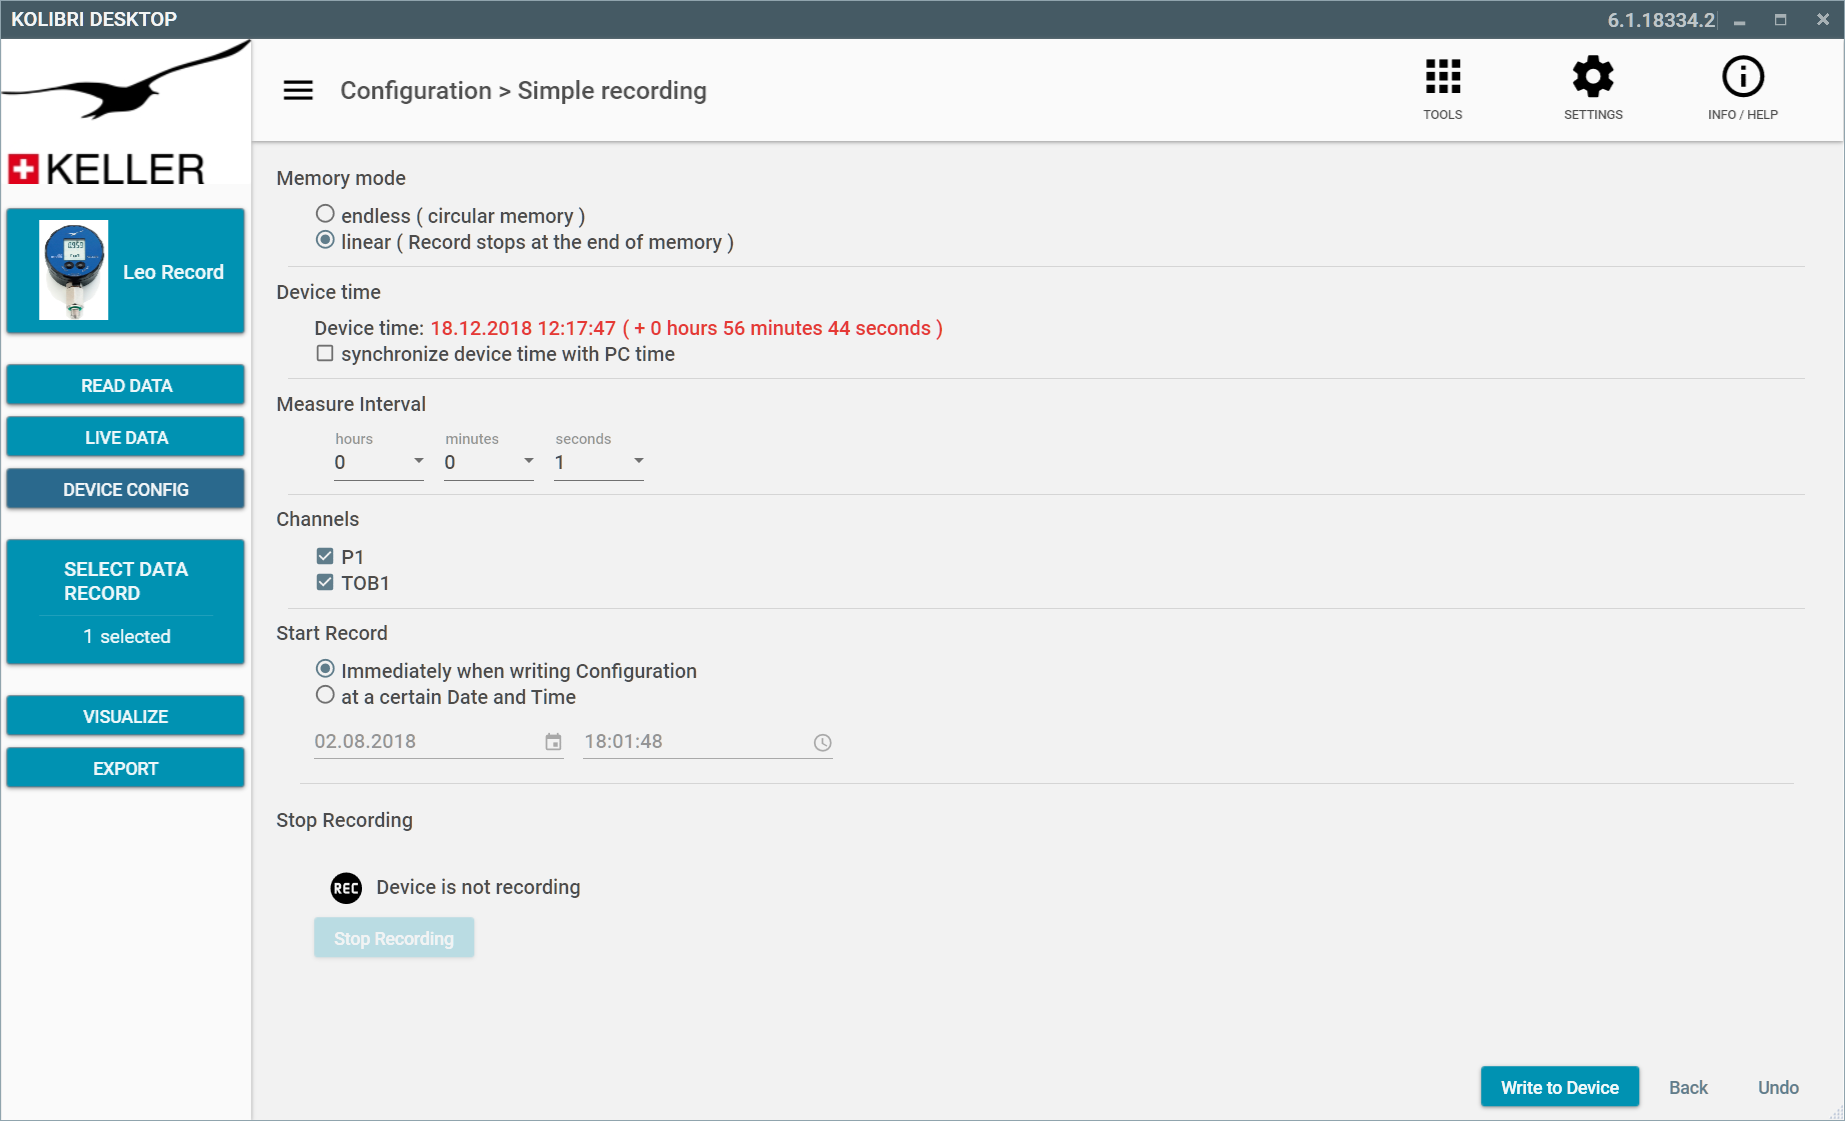 KOLIBRI DESKTOP
6.1.18334.2
KELLER
Configuration > Simple recording
TOOLS
SETTINGS
INFO / HELP
Leo Record
READ DATA
LIVE DATA
DEVICE CONFIG
SELECT DATA
RECORD
1 selected
VISUALIZE
EXPORT
Memory mode
endless ( circular memory )
linear ( Record stops at the end of memory )
Device time
Device time: 18.12.2018 12:17:47 ( + 0 hours 56 minutes 44 seconds )
synchronize device time with PC time
Measure Interval
hours minutes seconds
0 0 1
Channels
P1
TOB1
Start Record
Immediately when writing Configuration
at a certain Date and Time
02.08.2018 18:01:48
Stop Recording
REC Device is not recording
Stop Recording
Write to Device Back Undo